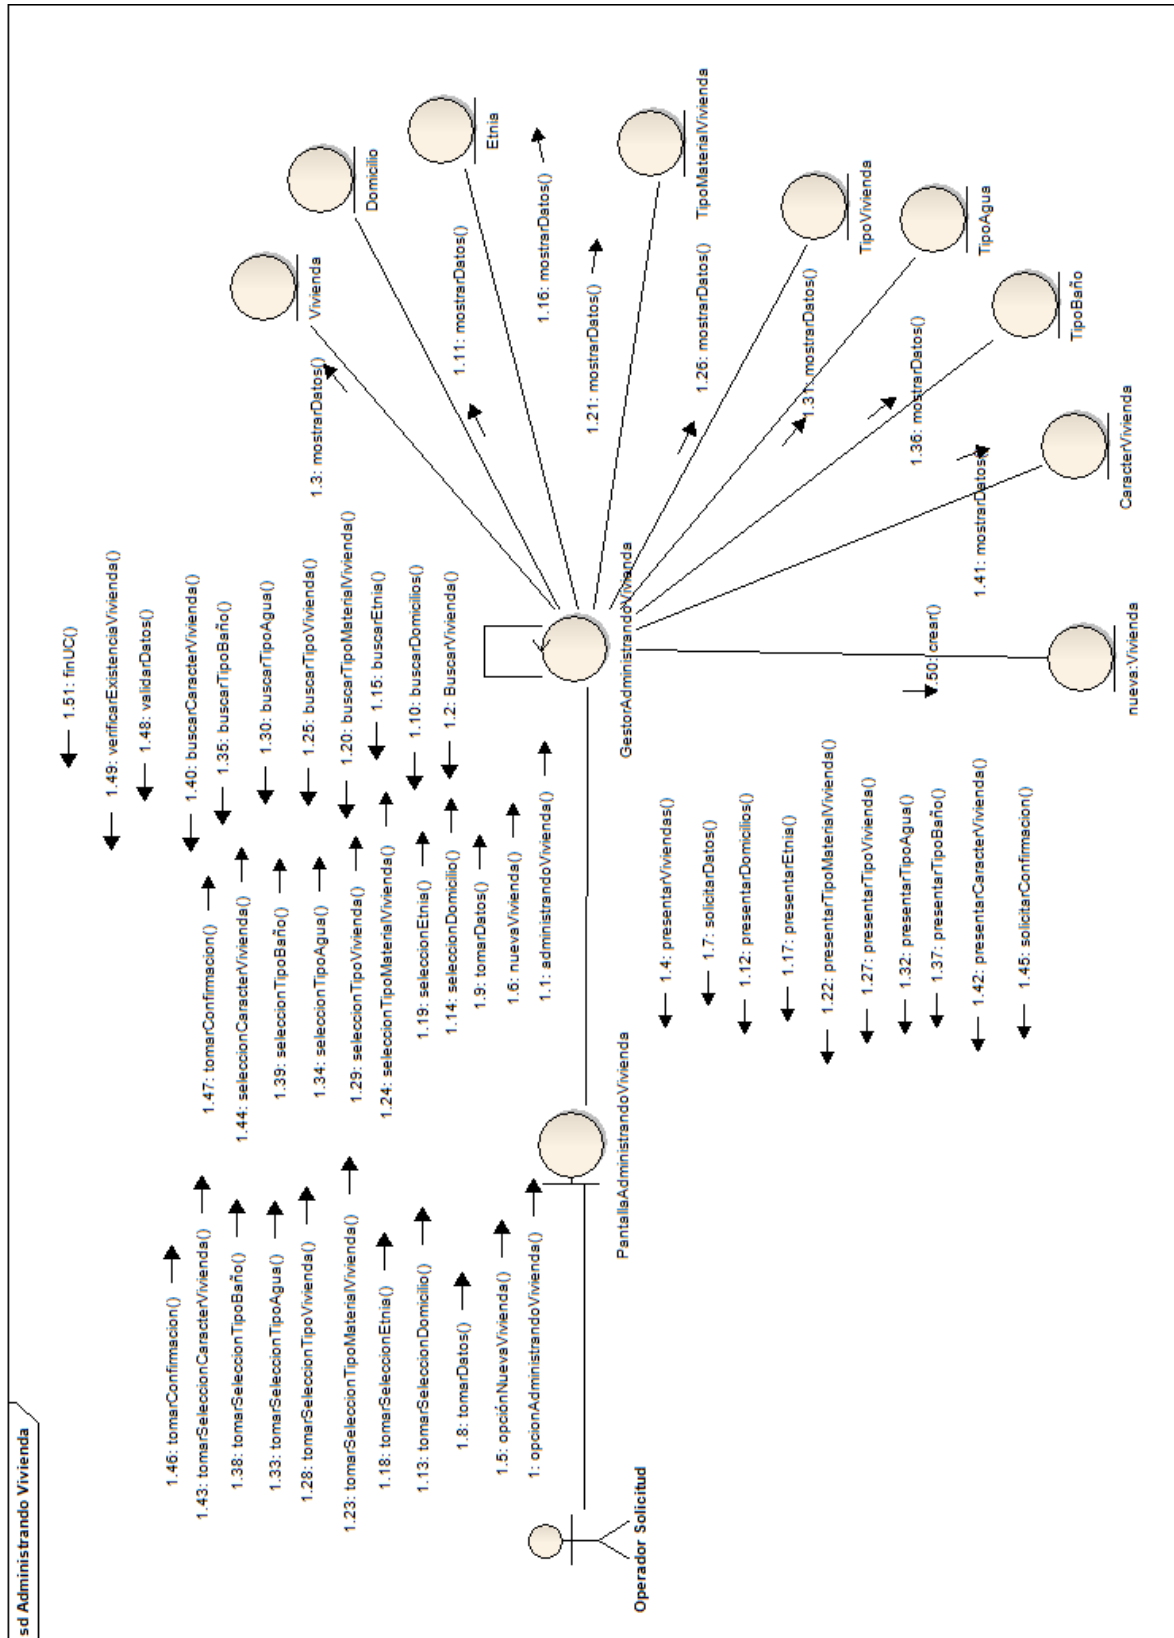 sd Administrando Vivienda
1.46: tomarConfirmacion()
1.43: tomarSeleccionCaracterVivienda()
1.38: tomarSeleccionTipoBaño()
1.33: tomarSeleccionTipoAgua()
1.28: tomarSeleccionTipoVivienda()
1.23: tomarSeleccionTipoMaterialVivienda()
1.18: tomarSeleccionEtnia()
1.13: tomarSeleccionDomicilio()
1.8: tomarDatos()
1.5: opciónNuevaVivienda()
1: opcionAdministrandoVivienda()
Operador Solicitud
PantallaAdministrandoVivienda
1.47: tomarConfirmacion()
1.44: seleccionCaracterVivienda()
1.39: seleccionTipoBaño()
1.34: seleccionTipoAgua()
1.29: seleccionTipoVivienda()
1.24: seleccionTipoMaterialVivienda()
1.19: seleccionEtnia()
1.14: seleccionDomicilio()
1.9: tomarDatos()
1.6: nuevaVivienda()
1.1: administrandoVivienda()
1.4: presentarViviendas()
1.7: solicitarDatos()
1.12: presentarDomicilios()
1.17: presentarEtnia()
1.22: presentarTipoMaterialVivienda()
1.27: presentarTipoVivienda()
1.32: presentarTipoAgua()
1.37: presentarTipoBaño()
1.42: presentarCaracterVivienda()
1.45: solicitarConfirmacion()
1.51: finUC()
1.49: verificarExistenciaVivienda()
1.48: validarDatos()
1.40: buscarCaracterVivienda()
1.35: buscarTipoBaño()
1.30: buscarTipoAgua()
1.25: buscarTipoVivienda()
1.20: buscarTipoMaterialVivienda()
1.15: buscarEtnia()
1.10: buscarDomicilios()
1.2: BuscarVivienda()
GestorAdministrandoVivienda
1.3: mostrarDatos()
1.11: mostrarDatos()
1.16: mostrarDatos()
1.21: mostrarDatos()
1.26: mostrarDatos()
1.31: mostrarDatos()
1.36: mostrarDatos()
1.41: mostrarDatos()
.50: crear()
Vivienda
Domicilio
Etnia
TipoMaterialVivienda
TipoVivienda
TipoAgua
TipoBaño
CaracterVivienda
nueva:Vivienda